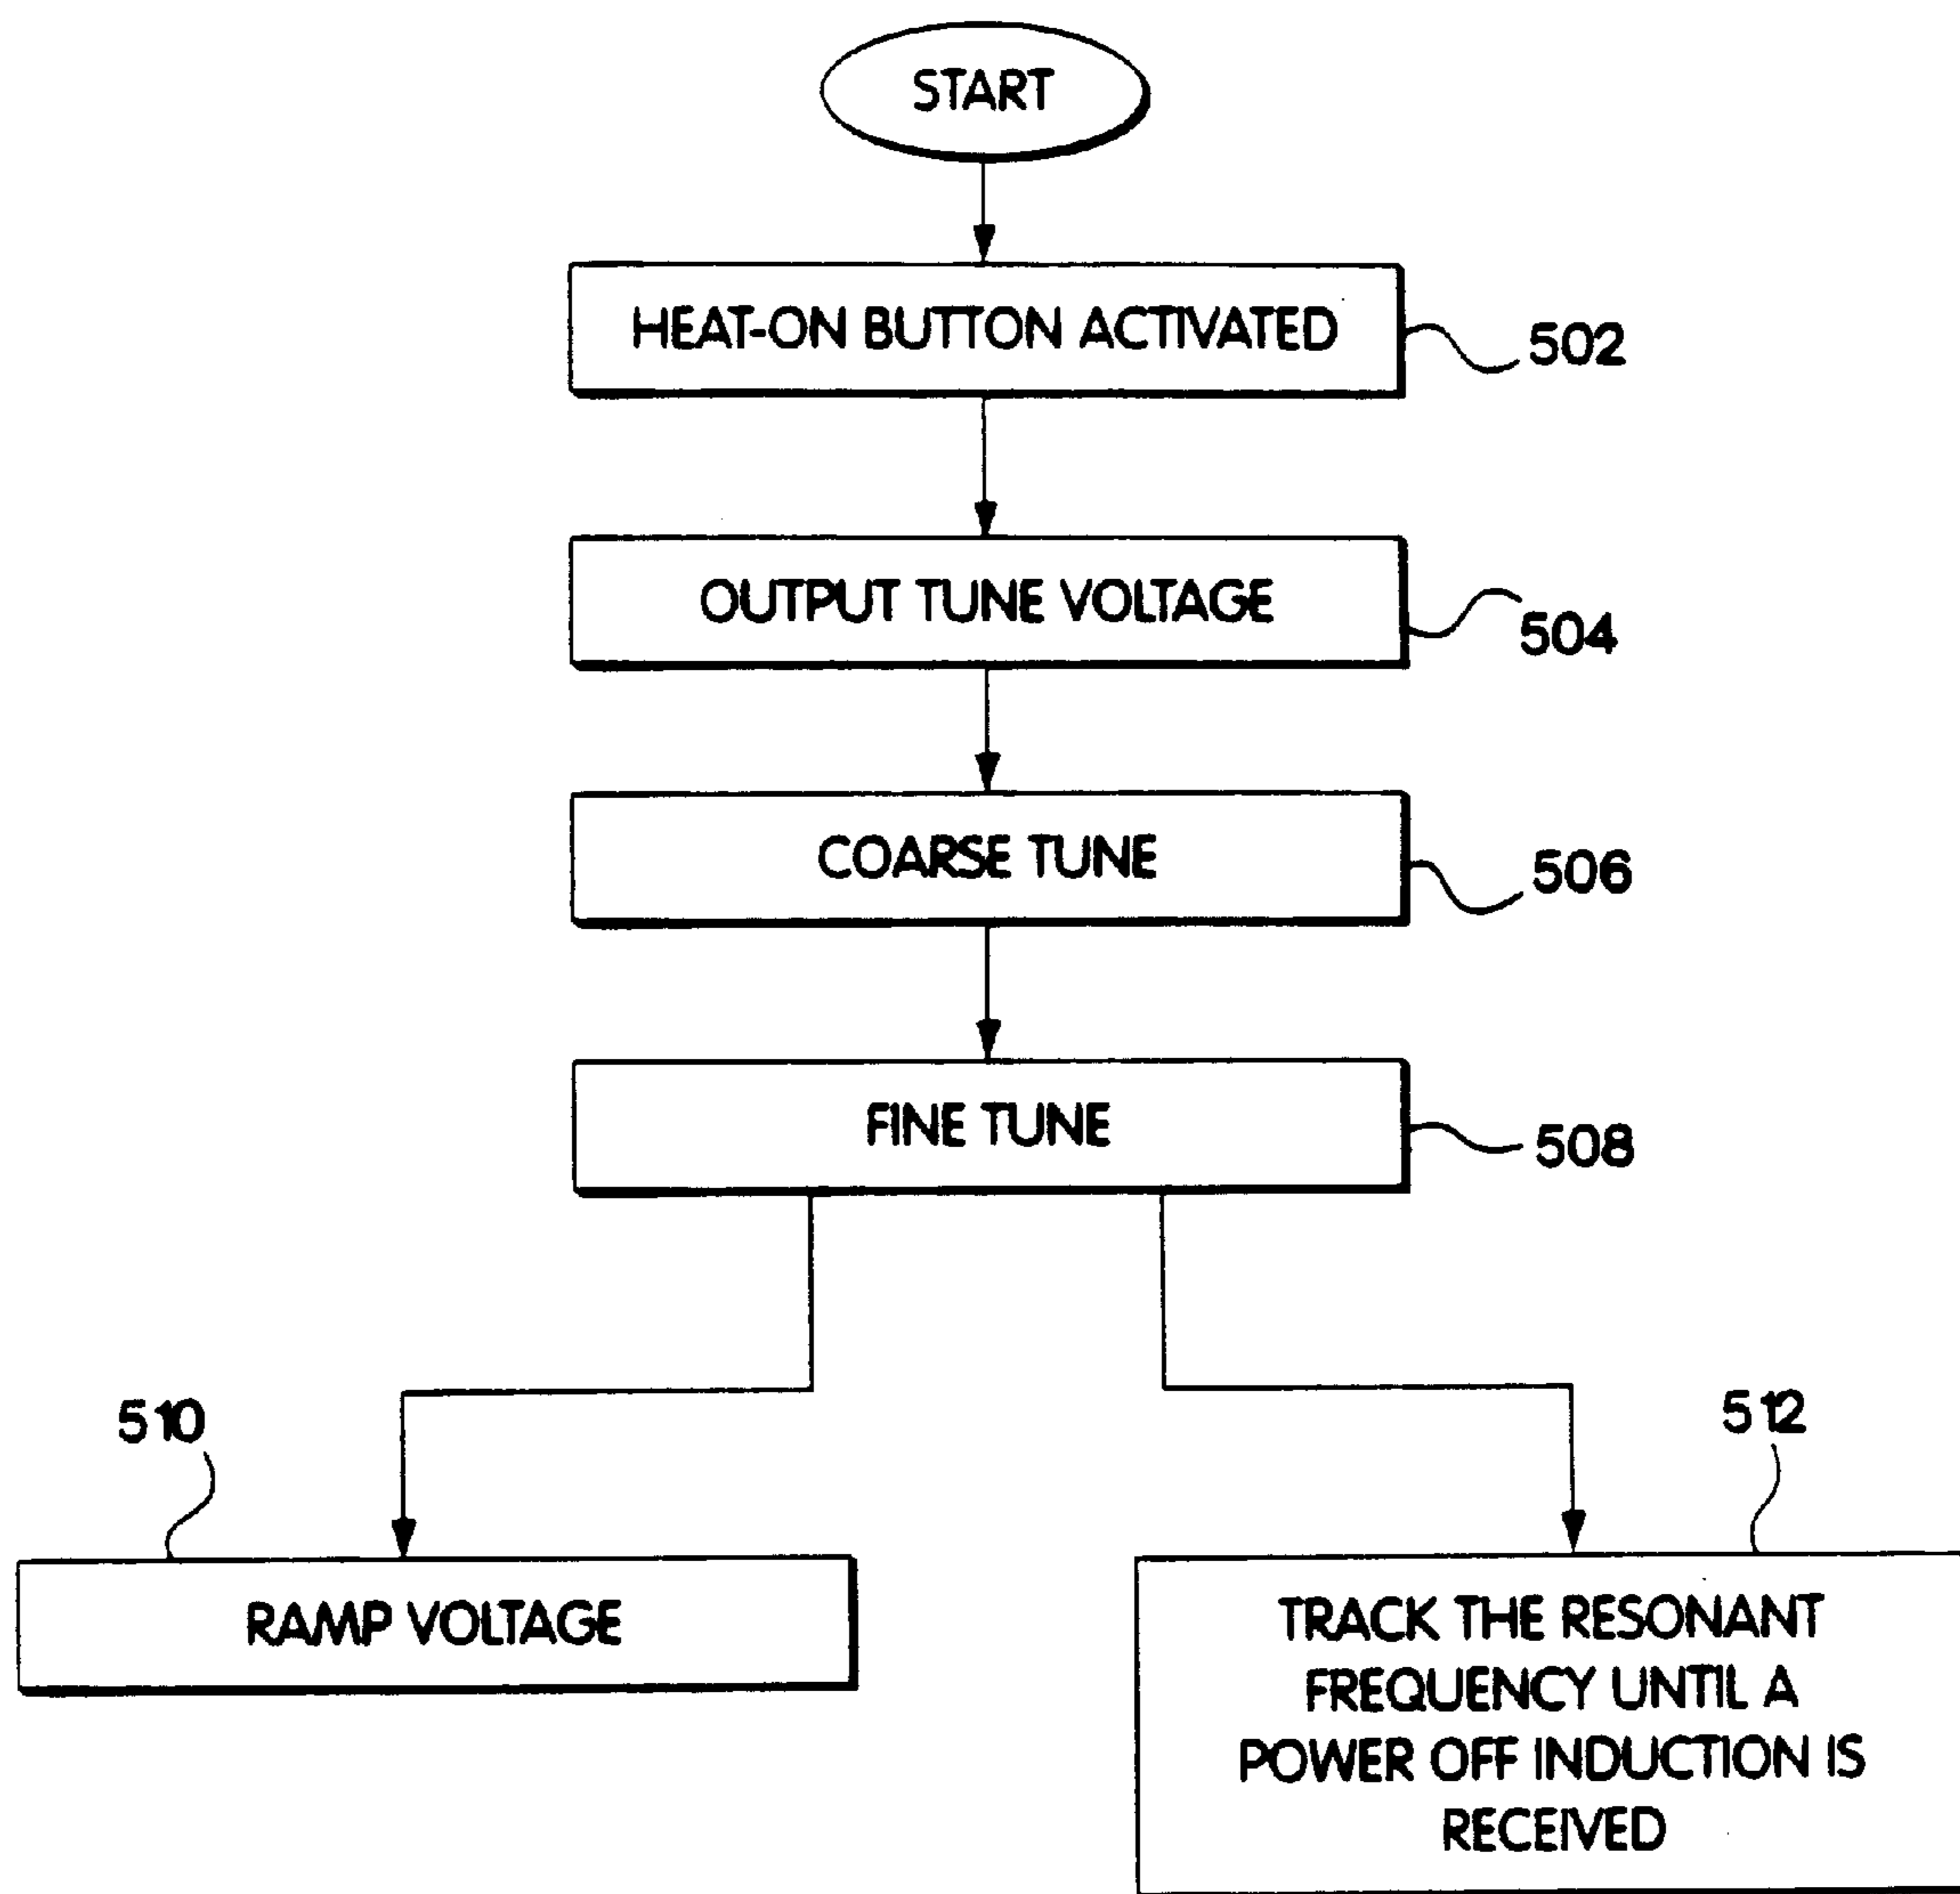 START
HEAT-ON BUTTON ACTIVATED
502
OUTPUT TUNE VOLTAGE
504
COARSE TUNE
506
FINE TUNE
508
510
512
RAMP VOLTAGE
TRACK THE RESONANT
FREQUENCY UNTIL A
POWER OFF INDUCTION IS
RECEIVED